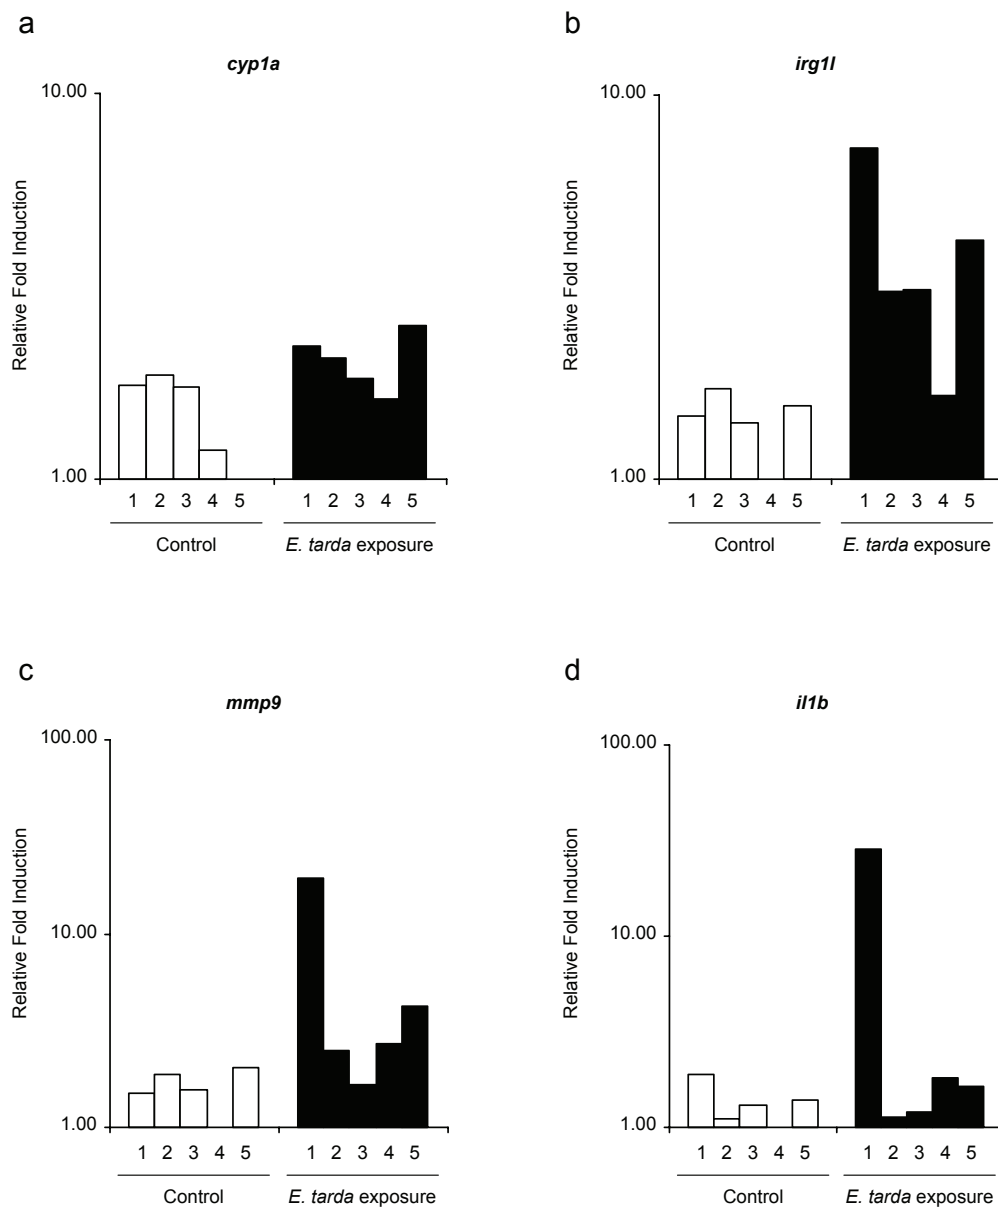 a
cyp1a
10.00
Relative Fold Induction
1.00
1 2 3 4 5 1 2 3 4 5
Control E. tarda exposure
b
irg1l
10.00
Relative Fold Induction
1.00
1 2 3 4 5 1 2 3 4 5
Control E. tarda exposure
c
mmp9
100.00
Relative Fold Induction
10.00
1.00
1 2 3 4 5 1 2 3 4 5
Control E. tarda exposure
d
il1b
100.00
Relative Fold Induction
10.00
1.00
1 2 3 4 5 1 2 3 4 5
Control E. tarda exposure